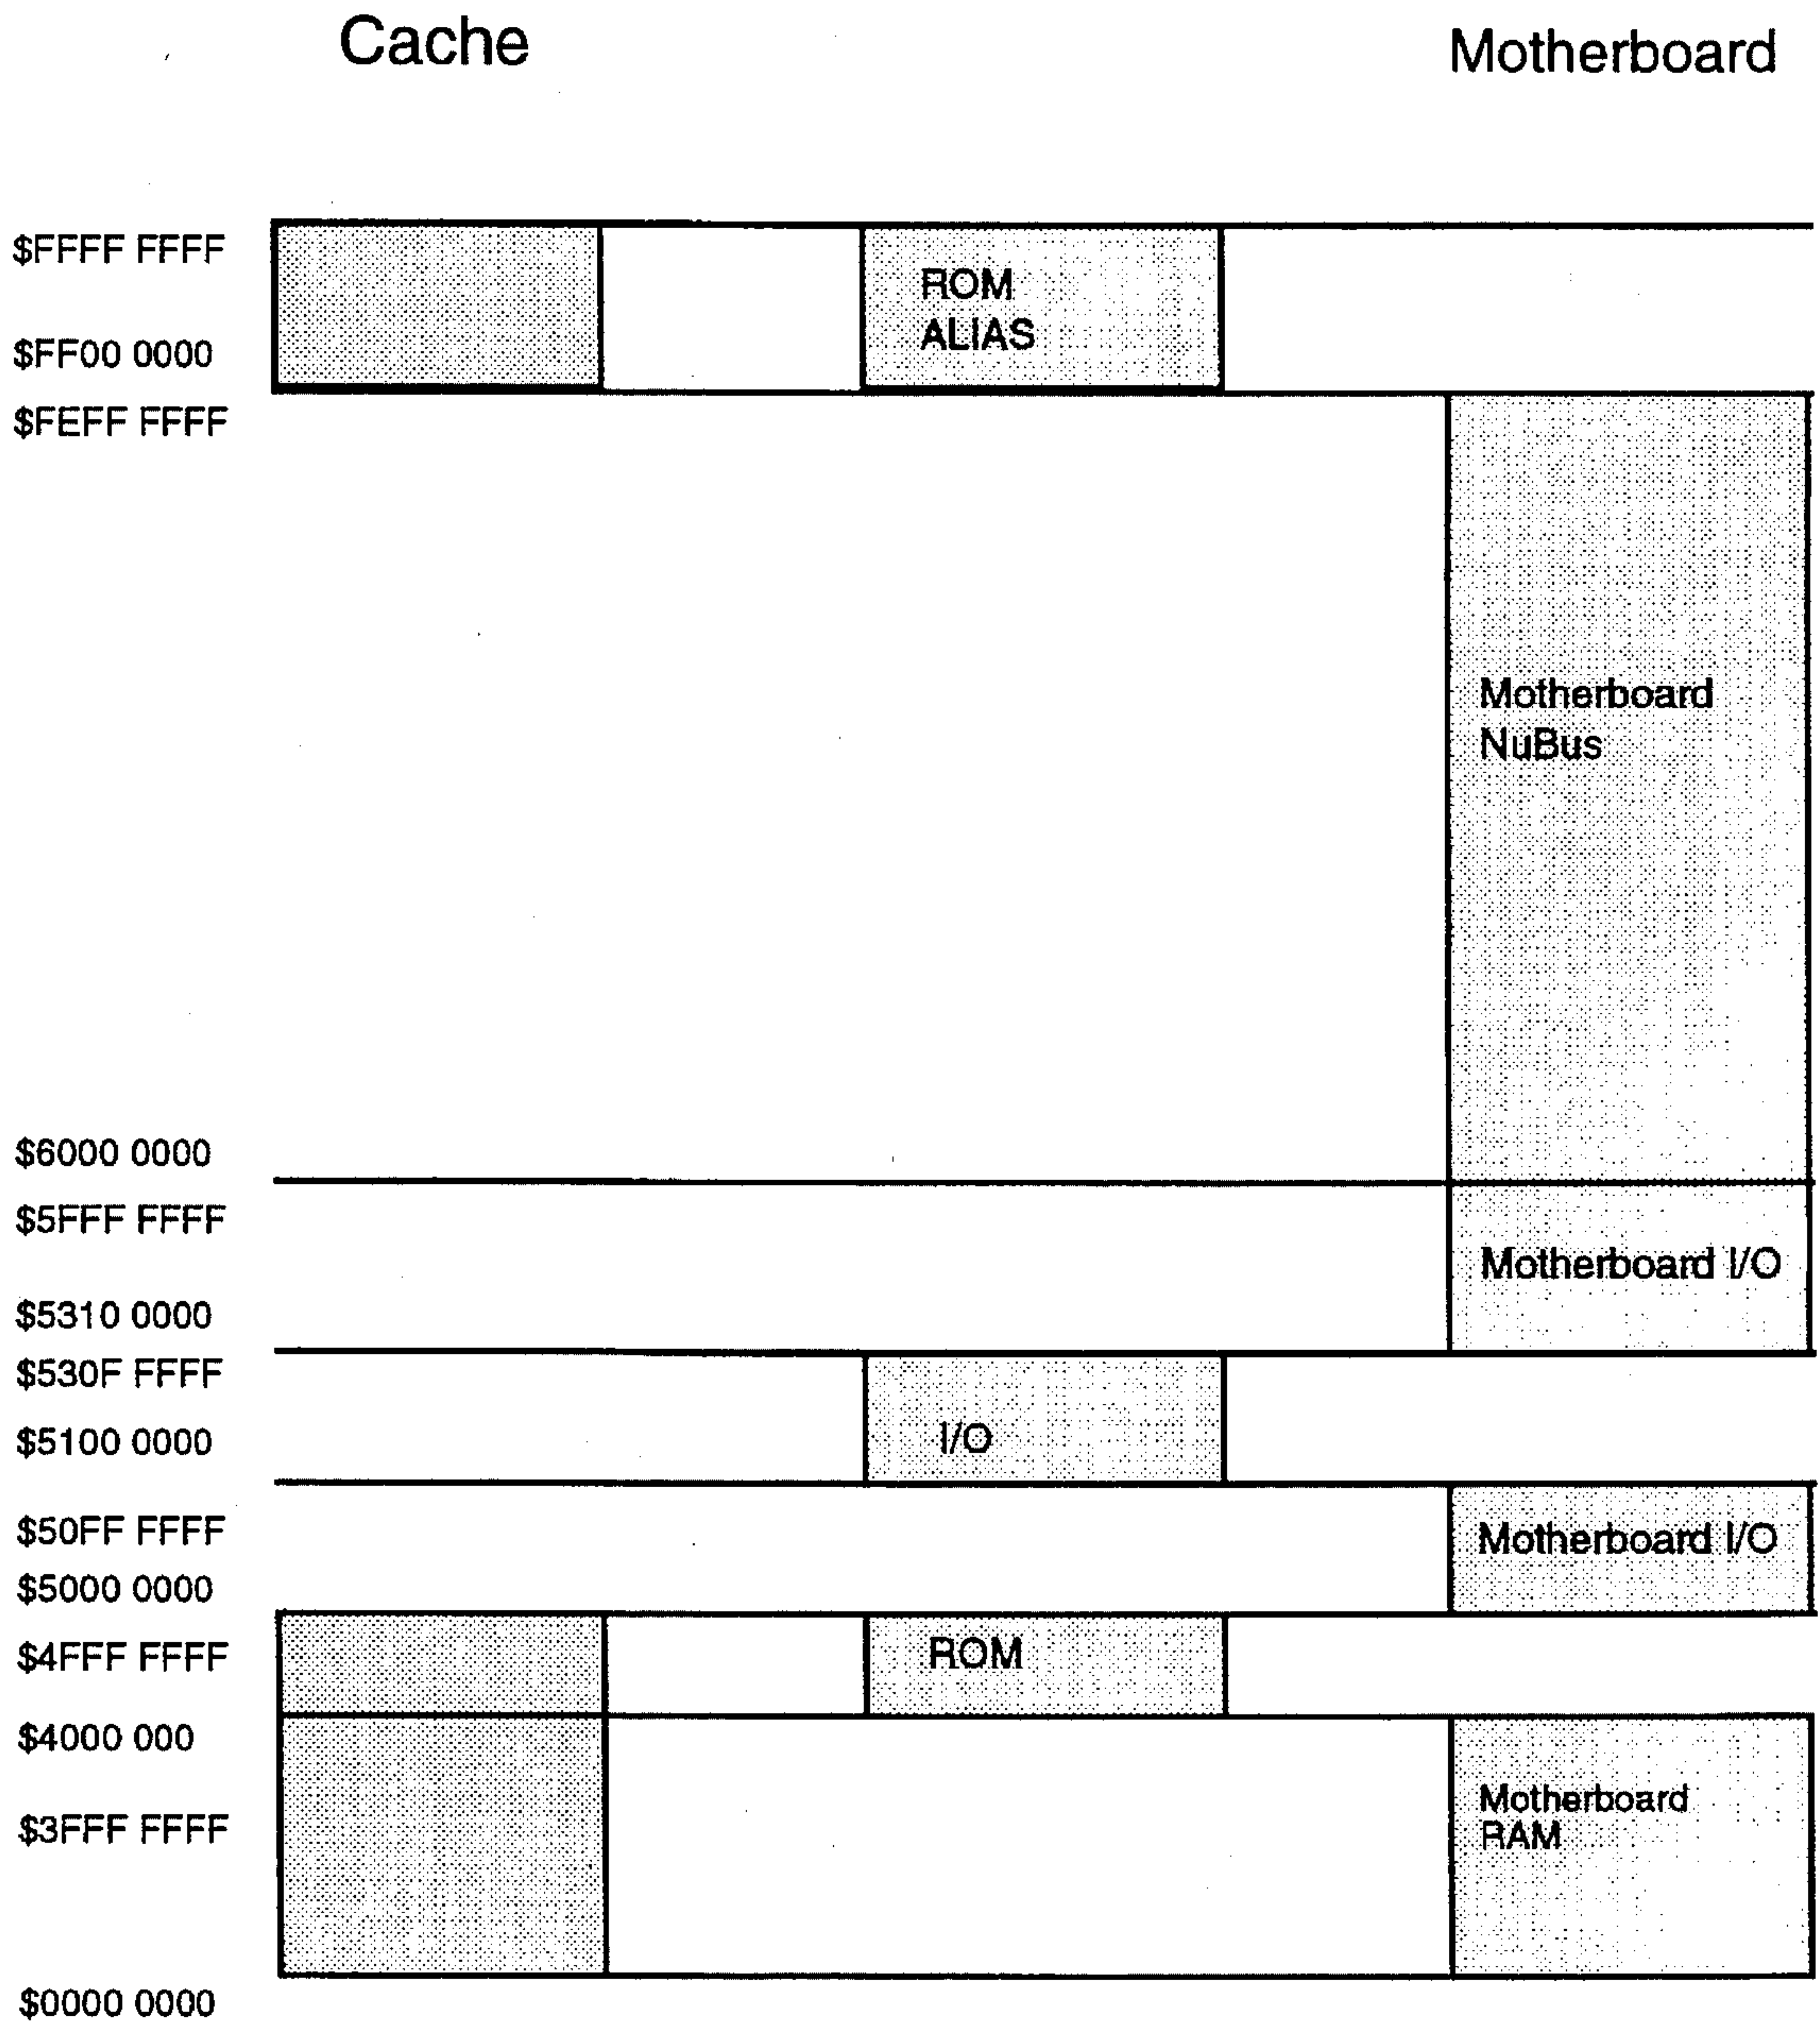 Cache
Motherboard
$FFFF FFFF
ROM
ALIAS
$FF00 0000
$FEFF FFFF
Motherboard
NuBus
$6000 0000
$5FFF FFFF
Motherboard I/O
$5310 0000
$530F FFFF
$5100 0000
I/O
$50FF FFFF
Motherboard I/O
$5000 0000
$4FFF FFFF
ROM
$4000 000
Motherboard
$3FFF FFFF
RAM
$0000 0000